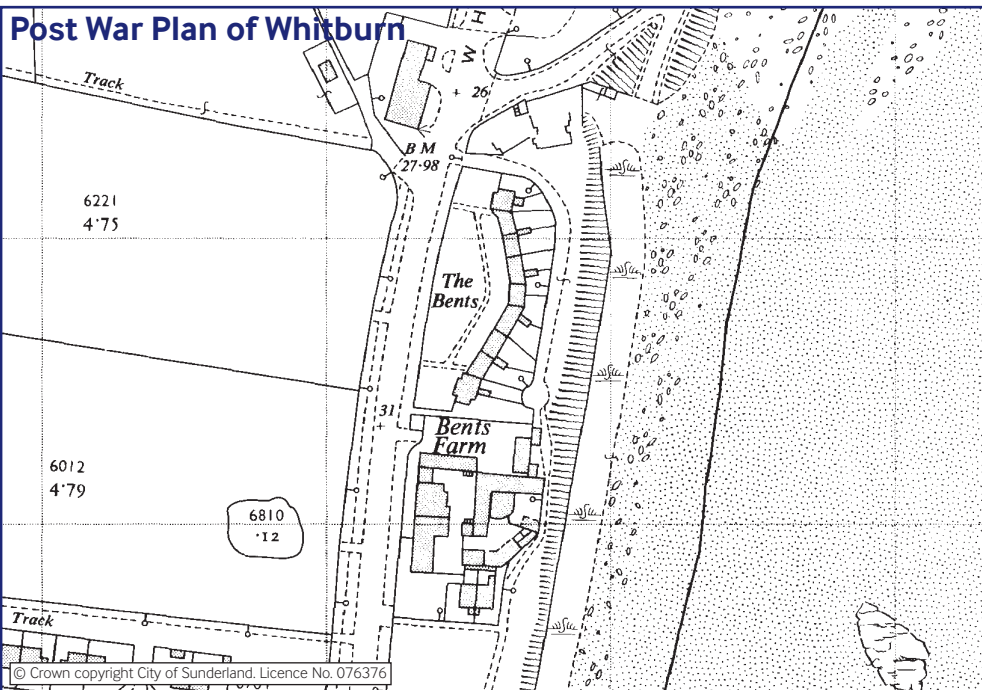 Post War Plan of Whitburn
Track
W H
26
B M
27·98
6221
4·75
The
Bents
31
Bents
Farm
6012
4·79
6810
·12
Track
© Crown copyright City of Sunderland. Licence No. 076376